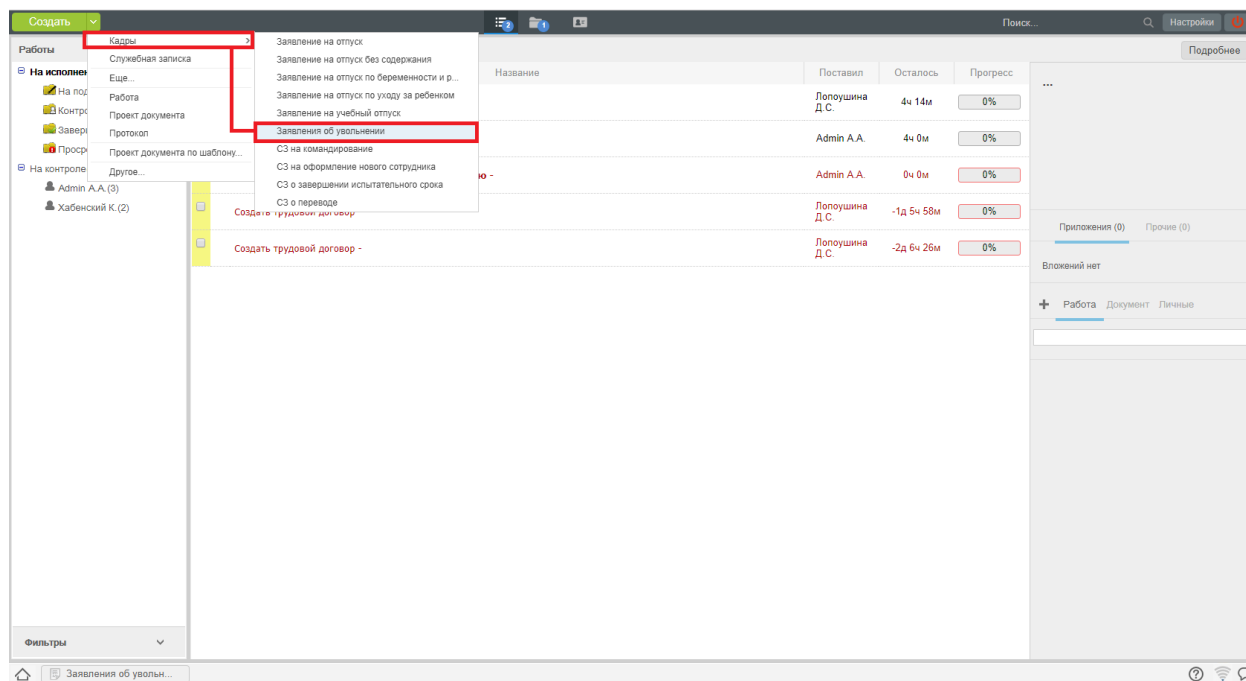 Создать
2
1
Поиск...
Настройки
Работы
Подробнее
Кадры
Служебная записка
Еще...
Работа
Проект документа
Протокол
Проект документа по шаблону...
Другое...
Заявление на отпуск
Заявление на отпуск без содержания
Заявление на отпуск по беременности и р...
Заявление на отпуск по уходу за ребенком
Заявление на учебный отпуск
Заявления об увольнении
СЗ на командирование
СЗ на оформление нового сотрудника
СЗ о завершении испытательного срока
СЗ о переводе
На исполнен
На под
Контро
Завер
Проср
На контроле
Admin A.A.(3)
Хабенский К.(2)
Название Поставил Осталось Прогресс
Лопоушина Д.С. 4ч 14м 0%
Admin A.A. 4ч 0м 0%
ю - Admin A.A. 0ч 0м 0%
Создать трудовой договор Лопоушина Д.С. -1д 5ч 58м 0%
Создать трудовой договор - Лопоушина Д.С. -2д 6ч 26м 0%
...
Приложения (0) Прочие (0)
Вложений нет
Работа Документ Личные
Фильтры
Заявления об увольн...